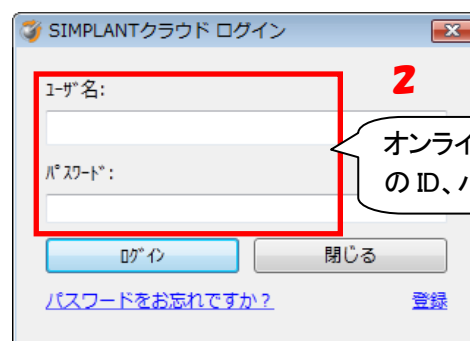 SIMPLANTクラウド ログイン
ﾕｰｻﾞ名:
2
オンライ
の ID、パ
ﾊﾟｽﾜｰﾄﾞ:
ﾛｸﾞｲﾝ
閉じる
パスワードをお忘れですか？
登録